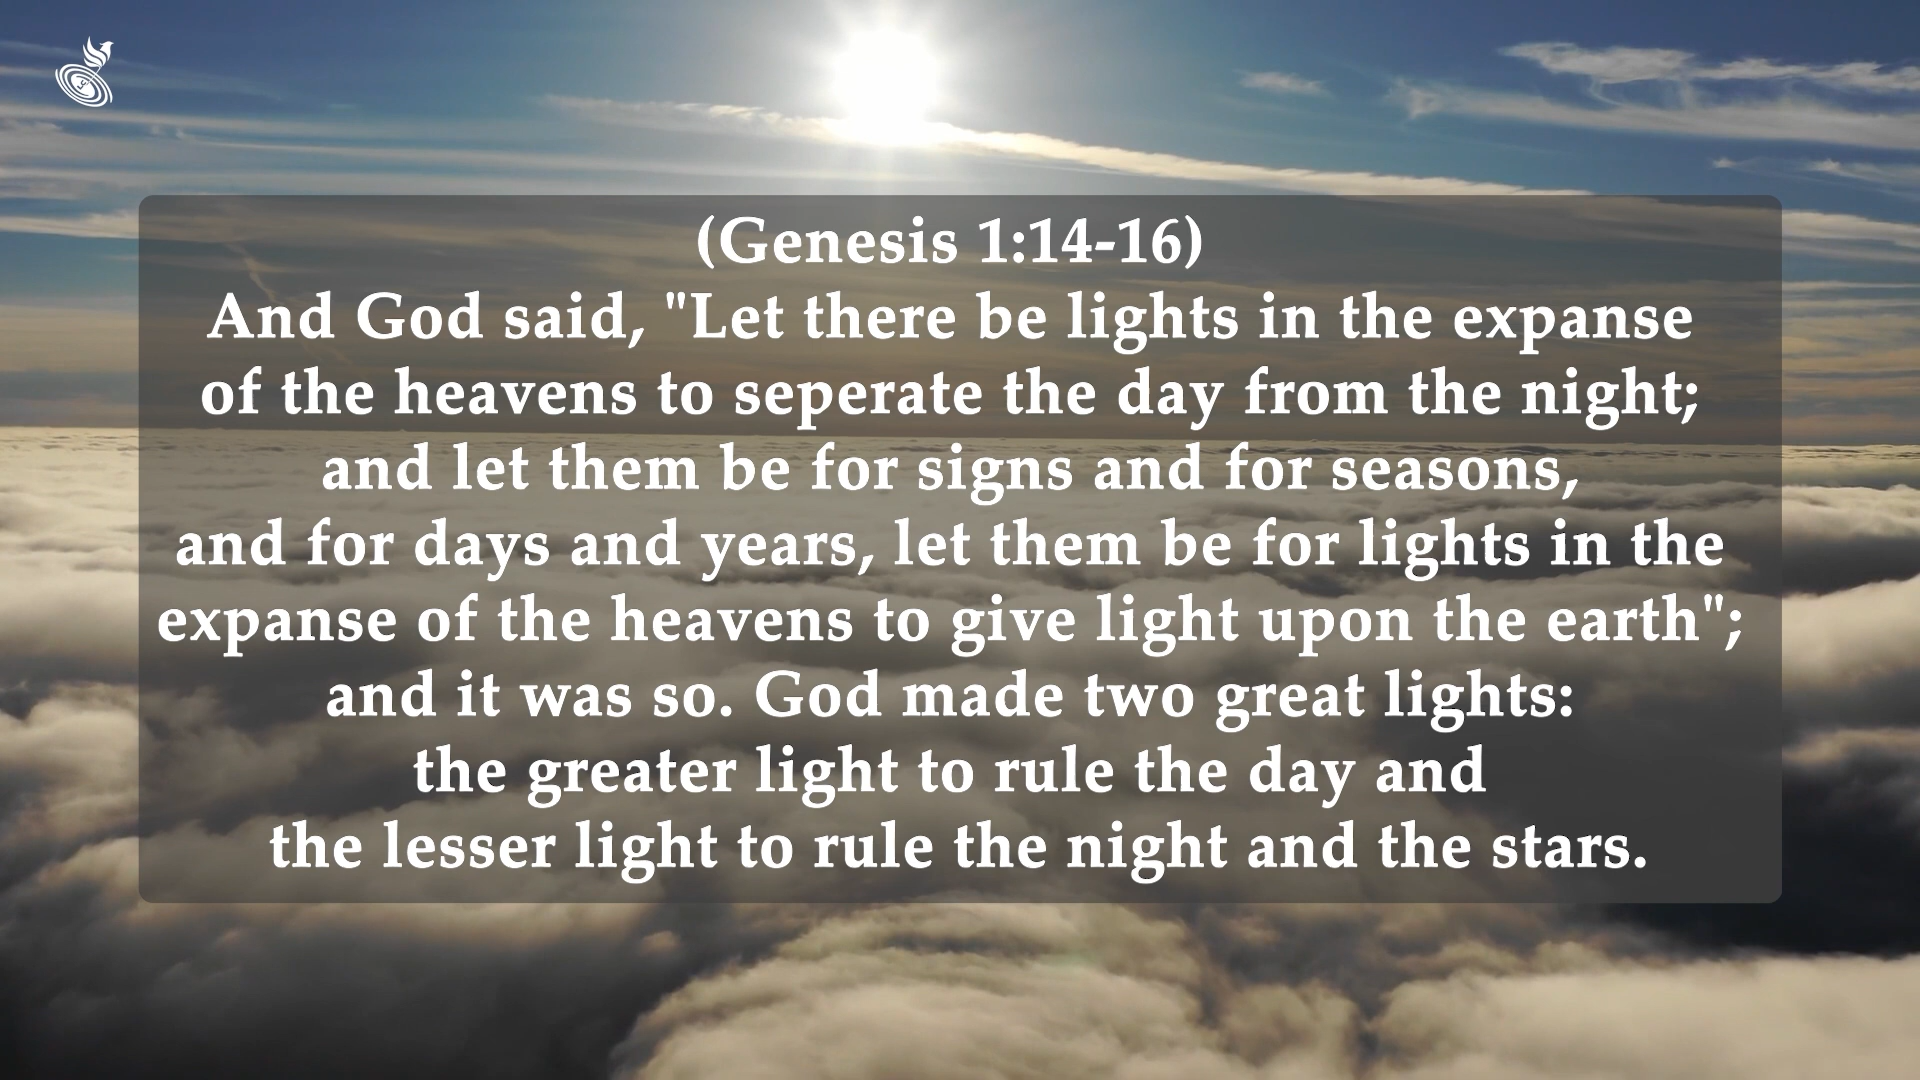 (Genesis 1:14-16)
And God said, "Let there be lights in the expanse
of the heavens to seperate the day from the night;
and let them be for signs and for seasons,
and for days and years, let them be for lights in the
expanse of the heavens to give light upon the earth";
and it was so. God made two great lights:
the greater light to rule the day and
the lesser light to rule the night and the stars.